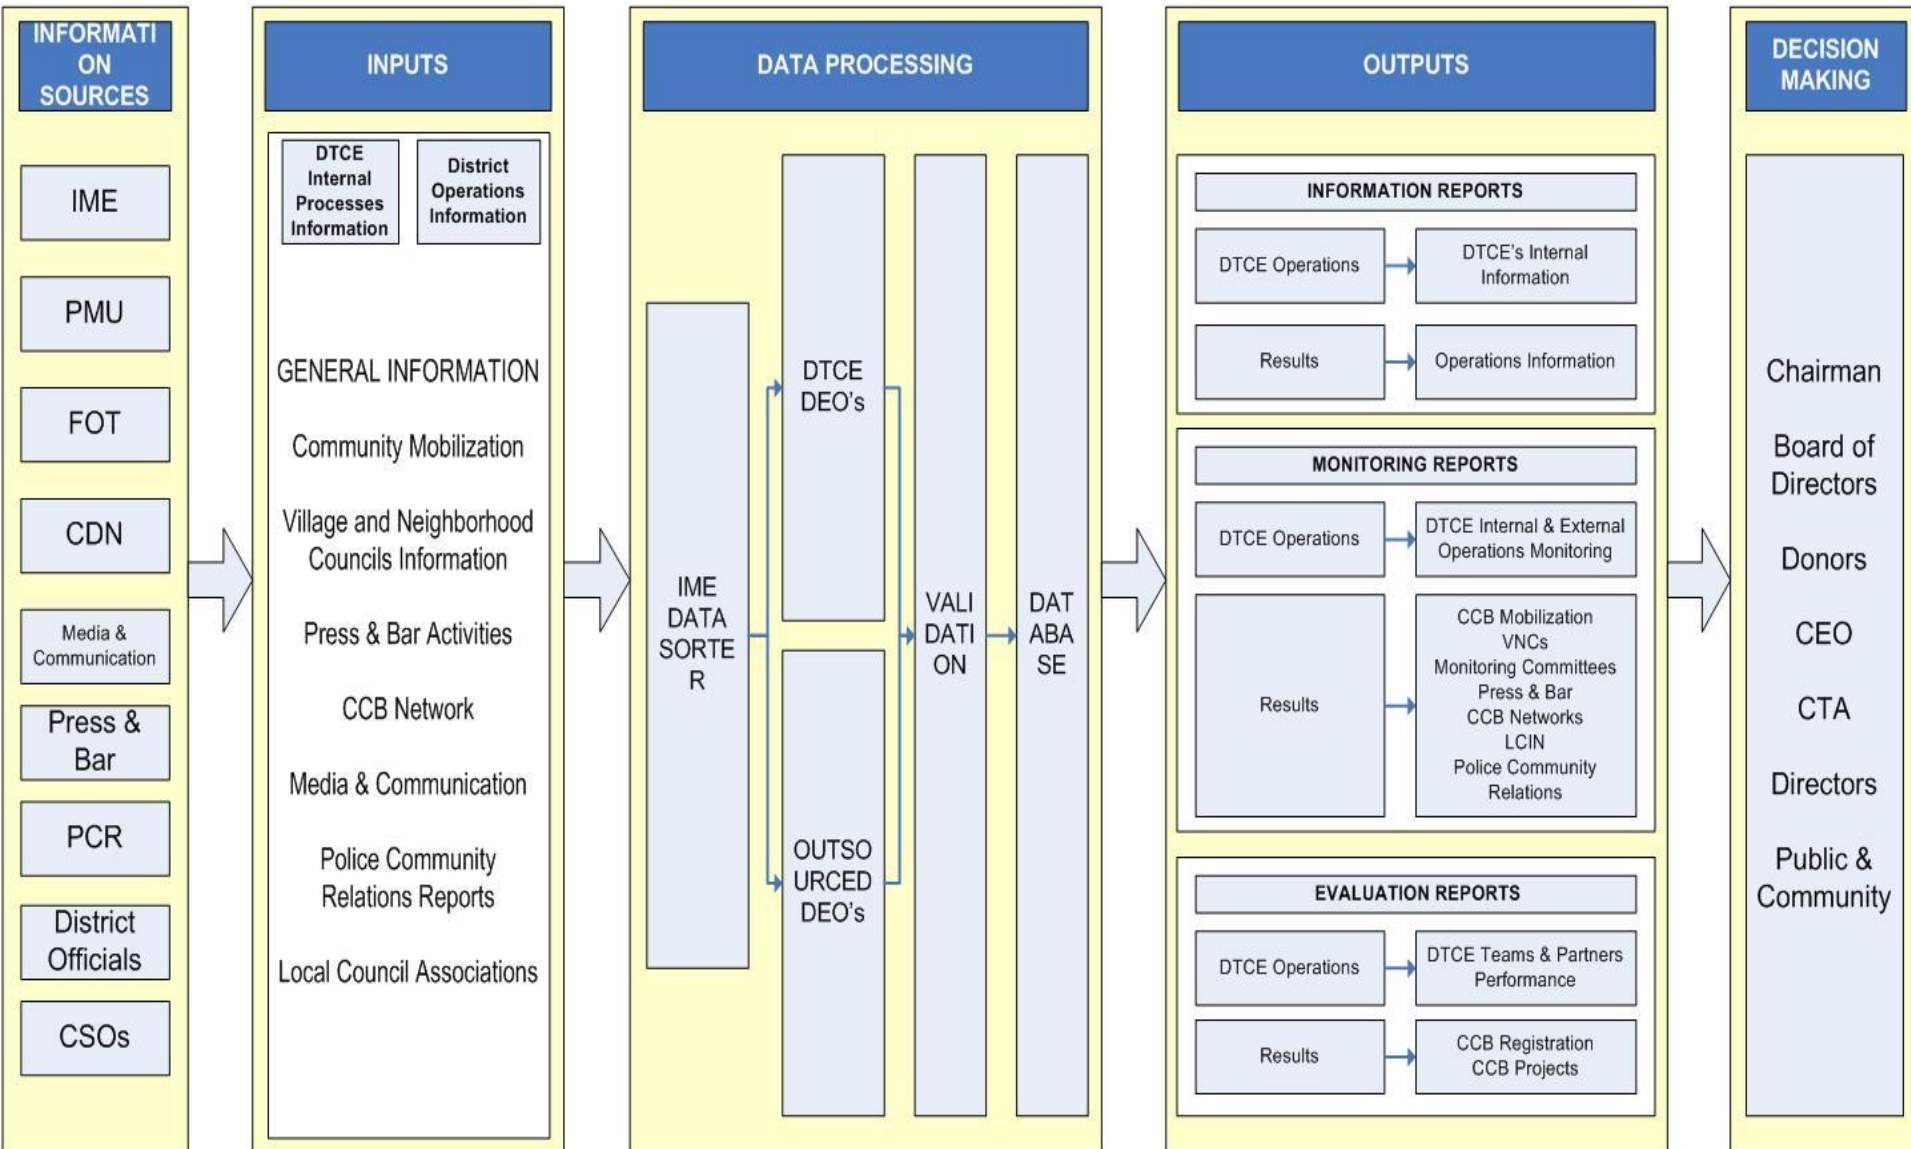 INFORMATI
ON
SOURCES
IME
PMU
FOT
CDN
Media &
Communication
Press &
Bar
PCR
District
Officials
CSOs
INPUTS
DTCE
Internal
Processes
Information
District
Operations
Information
GENERAL INFORMATION
Community Mobilization
Village and Neighborhood
Councils Information
Press & Bar Activities
CCB Network
Media & Communication
Police Community
Relations Reports
Local Council Associations
DATA PROCESSING
IME
DATA
SORTE
R
DTCE
DEO's
OUTSO
URCED
DEO's
VALI
DATI
ON
DAT
ABA
SE
OUTPUTS
INFORMATION REPORTS
DTCE Operations
DTCE's Internal
Information
Results
Operations Information
MONITORING REPORTS
DTCE Operations
DTCE Internal & External
Operations Monitoring
Results
CCB Mobilization
VNCs
Monitoring Committees
Press & Bar
CCB Networks
LCIN
Police Community
Relations
EVALUATION REPORTS
DTCE Operations
DTCE Teams & Partners
Performance
Results
CCB Registration
CCB Projects
DECISION
MAKING
Chairman
Board of
Directors
Donors
CEO
CTA
Directors
Public &
Community